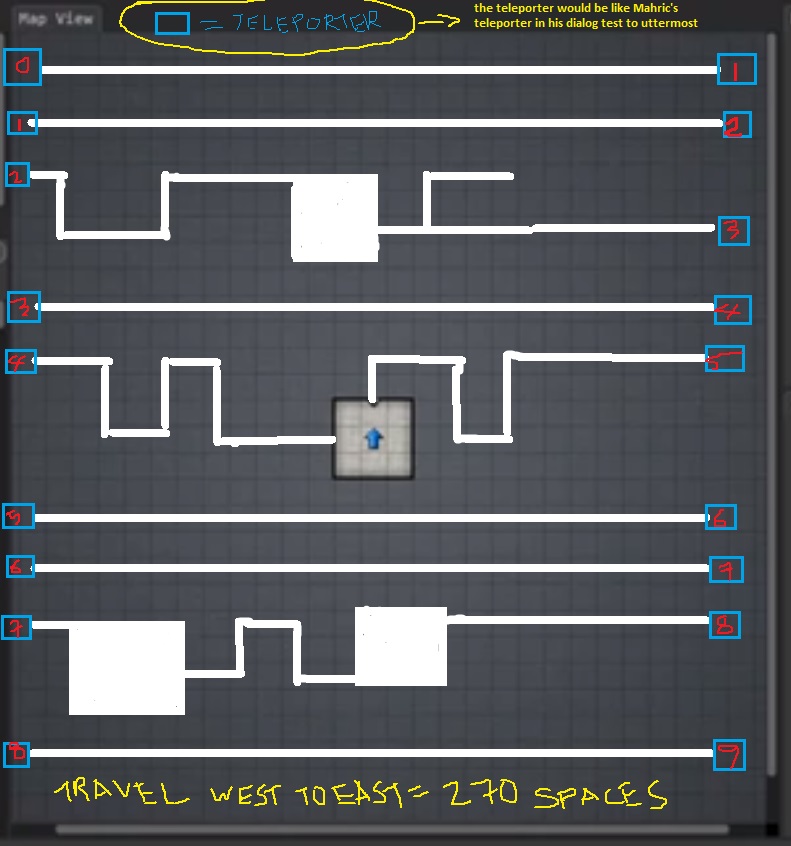 Map View
= TELEPORTER
the teleporter would be like Mahric's
teleporter in his dialog test to uttermost
0 1
1 2
2
3
3 4
4 5
5 6
6 7
7 8
8 9
TRAVEL WEST TO EAST = 270 SPACES